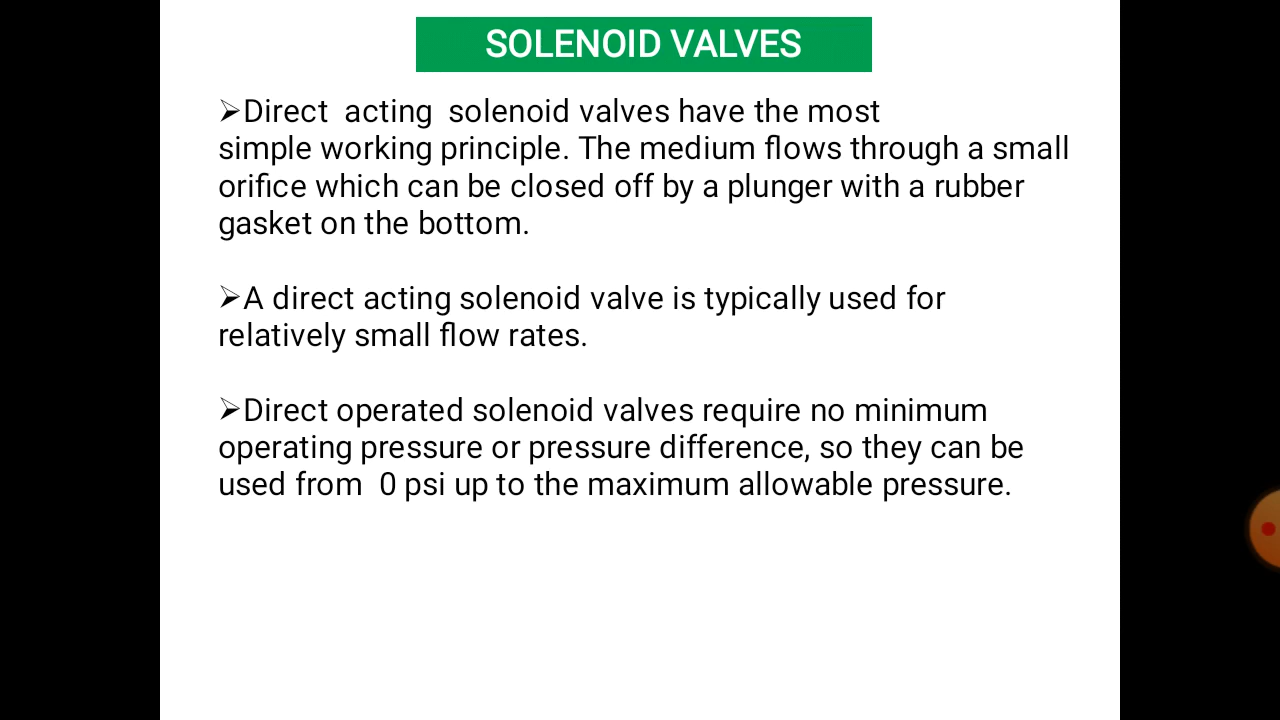 SOLENOID VALVES
➢Direct acting solenoid valves have the most
simple working principle. The medium flows through a small
orifice which can be closed off by a plunger with a rubber
gasket on the bottom.
➢A direct acting solenoid valve is typically used for
relatively small flow rates.
➢Direct operated solenoid valves require no minimum
operating pressure or pressure difference, so they can be
used from 0 psi up to the maximum allowable pressure.